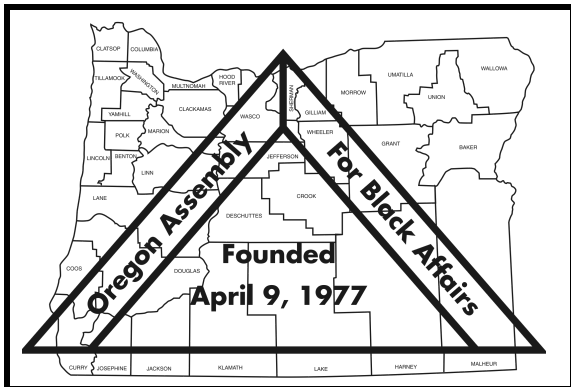 CLATSOP
COLUMBIA
TILLAMOOK
WASHINGTON
MULTNOMAH
HOOD
RIVER
SHERMAN
MORROW
UMATILLA
WALLOWA
UNION
YAMHILL
CLACKAMAS
WASCO
GILLIAM
POLK
MARION
WHEELER
GRANT
BAKER
LINCOLN
BENTON
LINN
JEFFERSON
LANE
CROOK
DESCHUTTES
Oregon Assembly
For Black Affairs
Founded
April 9, 1977
COOS
DOUGLAS
CURRY
JOSEPHINE
JACKSON
KLAMATH
LAKE
HARNEY
MALHEUR